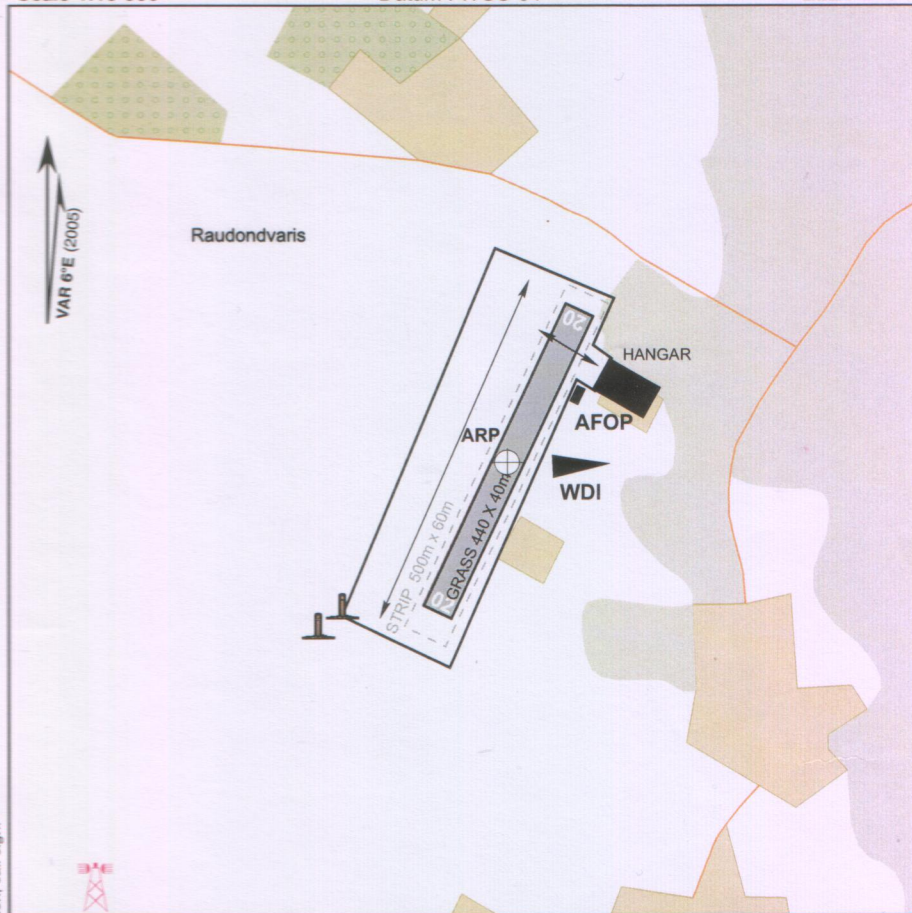 VAR 6°E (2005)
Raudondvaris
20
HANGAR
AFOP
ARP
WDI
GRASS 440 X 40m
STRIP 500m x 60m
02